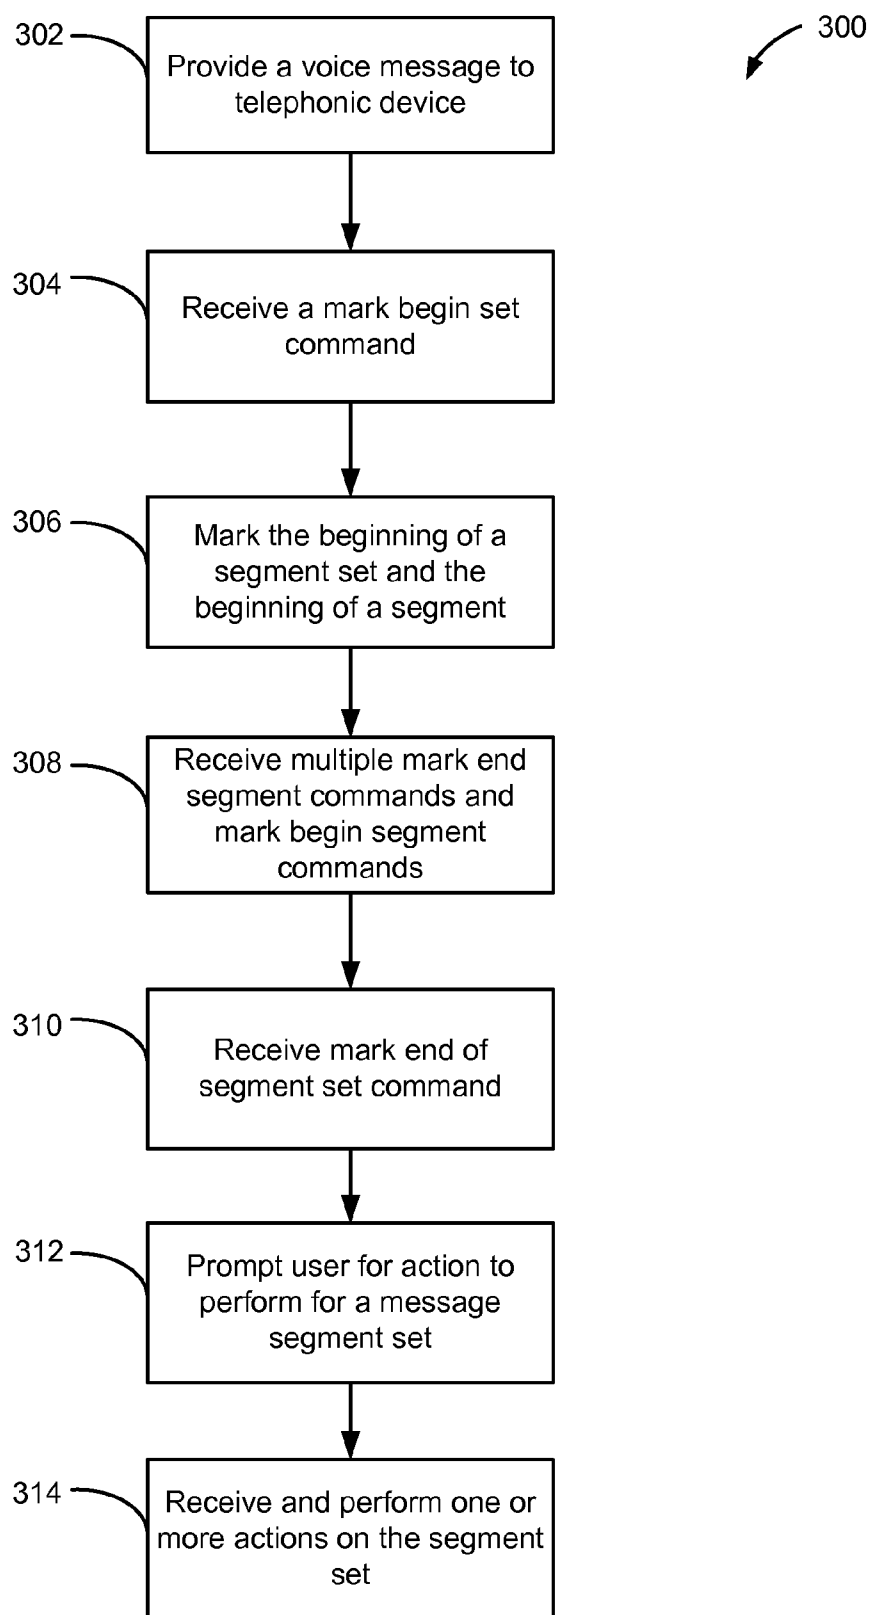 300
302
Provide a voice message to
telephonic device
304
Receive a mark begin set
command
306
Mark the beginning of a
segment set and the
beginning of a segment
308
Receive multiple mark end
segment commands and
mark begin segment
commands
310
Receive mark end of
segment set command
312
Prompt user for action to
perform for a message
segment set
314
Receive and perform one or
more actions on the segment
set